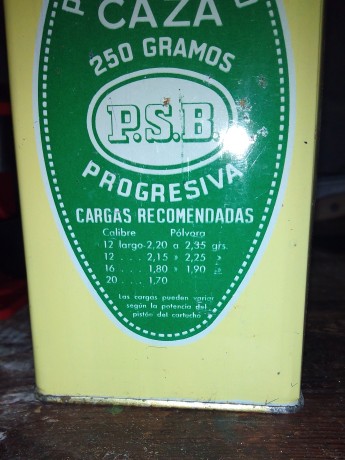 CAZA
250 GRAMOS
P.S.B.
PROGRESIVA
CARGAS RECOMENDADAS
Calibre Pólvora
12 largo-2,20 a 2,35 grs.
12 . . . . 2,15 » 2,25 »
16 . . . . 1,80 » 1,90 »
20 . . . . 1,70
Las cargas pueden variar
según la potencia del
pistón del cartucho